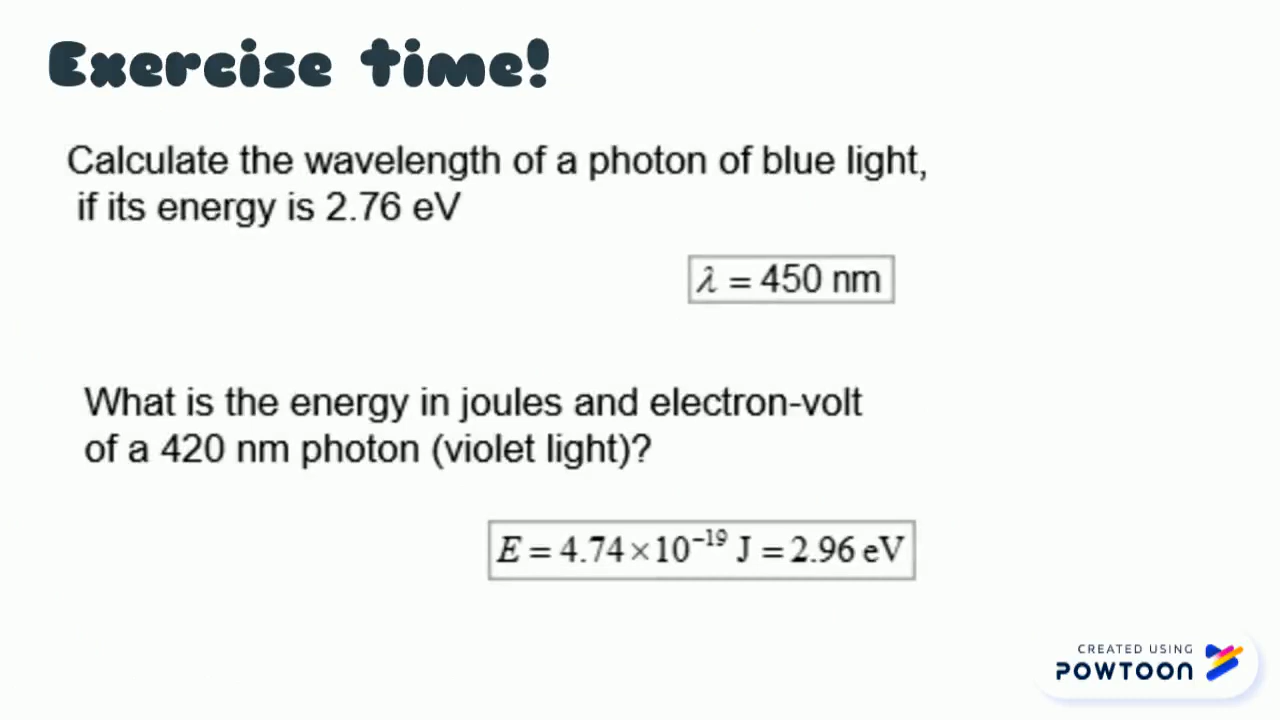 Exercise time!
Calculate the wavelength of a photon of blue light,
if its energy is 2.76 eV
λ = 450 nm
What is the energy in joules and electron-volt
of a 420 nm photon (violet light)?
E = 4.74×10⁻¹⁹ J = 2.96 eV
CREATED USING
POWTOON